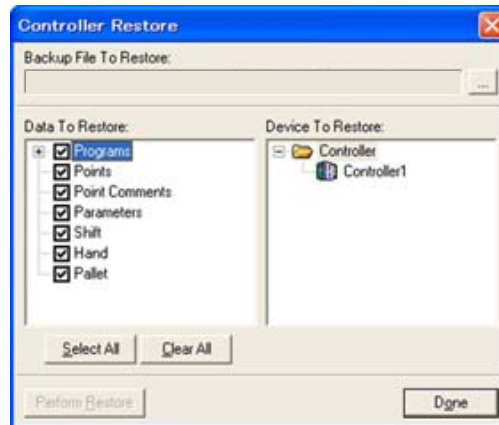 Controller Restore
Backup File To Restore:
...
Data To Restore:
Programs
Points
Point Comments
Parameters
Shift
Hand
Pallet
Device To Restore:
Controller
Controller1
Select All
Clear All
Perform Restore
Done